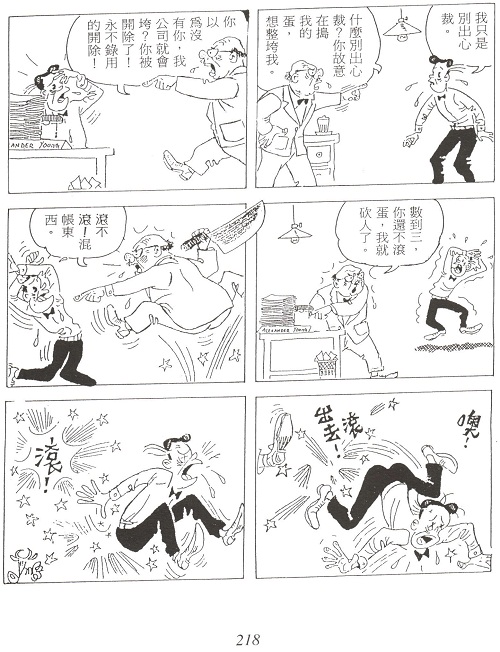 我只是
別出心
裁。
什麼別出心
裁?你故意
在搗
我的
蛋,
想整垮我。
你
以
爲沒
有你,我
公司就會
垮?你被
開除了!
永不錄用
的開除!
ANDER YOUNG
數到三,
你還不滾
蛋,我就
砍人了。
ALEXANDER YOUNG
滾不
滾!混
帳東
西。
噢!
滾
出去!
滾!
218